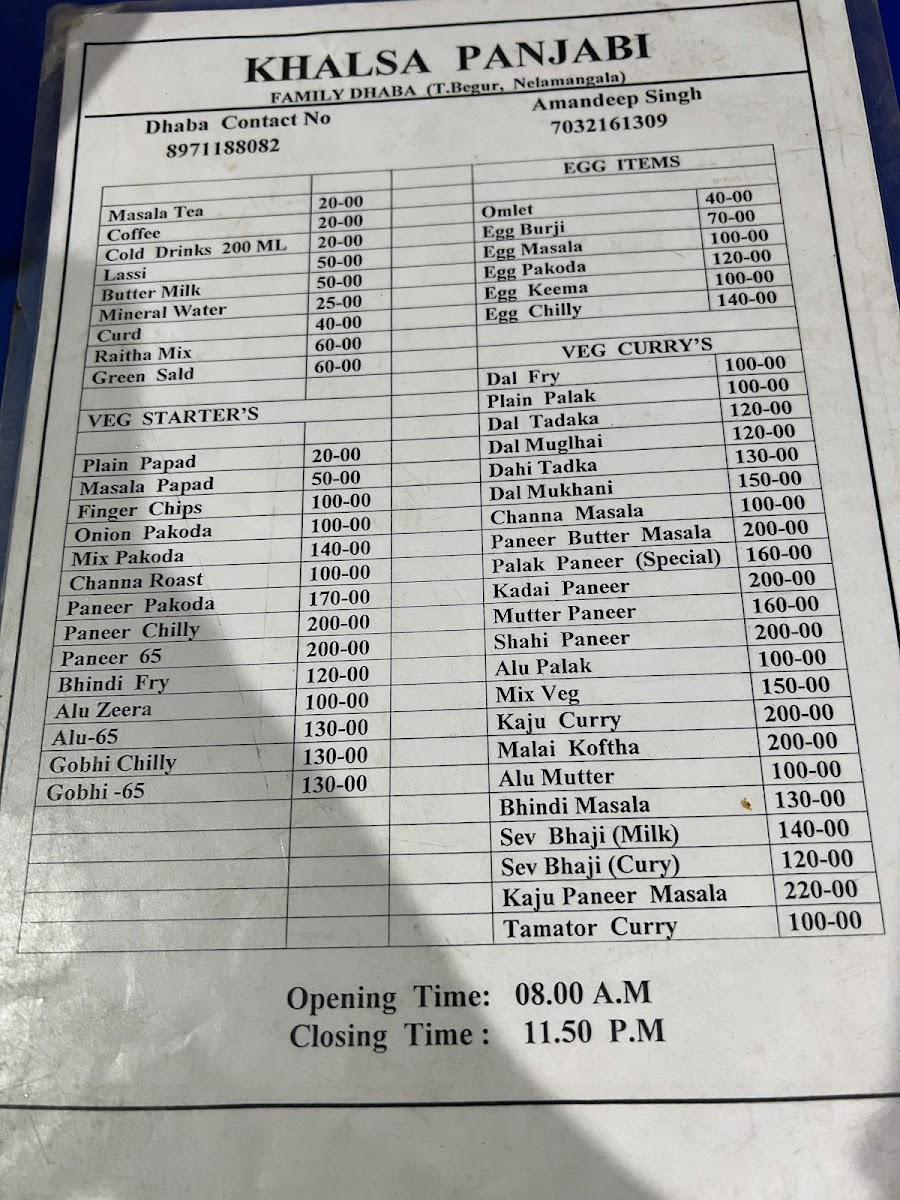 KHALSA PANJABI
FAMILY DHABA (T.Begur, Nelamangala)
Dhaba Contact No
8971188082
Amandeep Singh
7032161309
Masala Tea 20-00
Coffee 20-00
Cold Drinks 200 ML 20-00
Lassi 50-00
Butter Milk 50-00
Mineral Water 25-00
Curd 40-00
Raitha Mix 60-00
Green Sald 60-00
VEG STARTER'S
Plain Papad 20-00
Masala Papad 50-00
Finger Chips 100-00
Onion Pakoda 100-00
Mix Pakoda 140-00
Channa Roast 100-00
Paneer Pakoda 170-00
Paneer Chilly 200-00
Paneer 65 200-00
Bhindi Fry 120-00
Alu Zeera 100-00
Alu-65 130-00
Gobhi Chilly 130-00
Gobhi -65 130-00
EGG ITEMS
Omlet 40-00
Egg Burji 70-00
Egg Masala 100-00
Egg Pakoda 120-00
Egg Keema 100-00
Egg Chilly 140-00
VEG CURRY'S
Dal Fry 100-00
Plain Palak 100-00
Dal Tadaka 120-00
Dal Muglhai 120-00
Dahi Tadka 130-00
Dal Mukhani 150-00
Channa Masala 100-00
Paneer Butter Masala 200-00
Palak Paneer (Special) 160-00
Kadai Paneer 200-00
Mutter Paneer 160-00
Shahi Paneer 200-00
Alu Palak 100-00
Mix Veg 150-00
Kaju Curry 200-00
Malai Koftha 200-00
Alu Mutter 100-00
Bhindi Masala 130-00
Sev Bhaji (Milk) 140-00
Sev Bhaji (Cury) 120-00
Kaju Paneer Masala 220-00
Tamator Curry 100-00
Opening Time: 08.00 A.M
Closing Time : 11.50 P.M